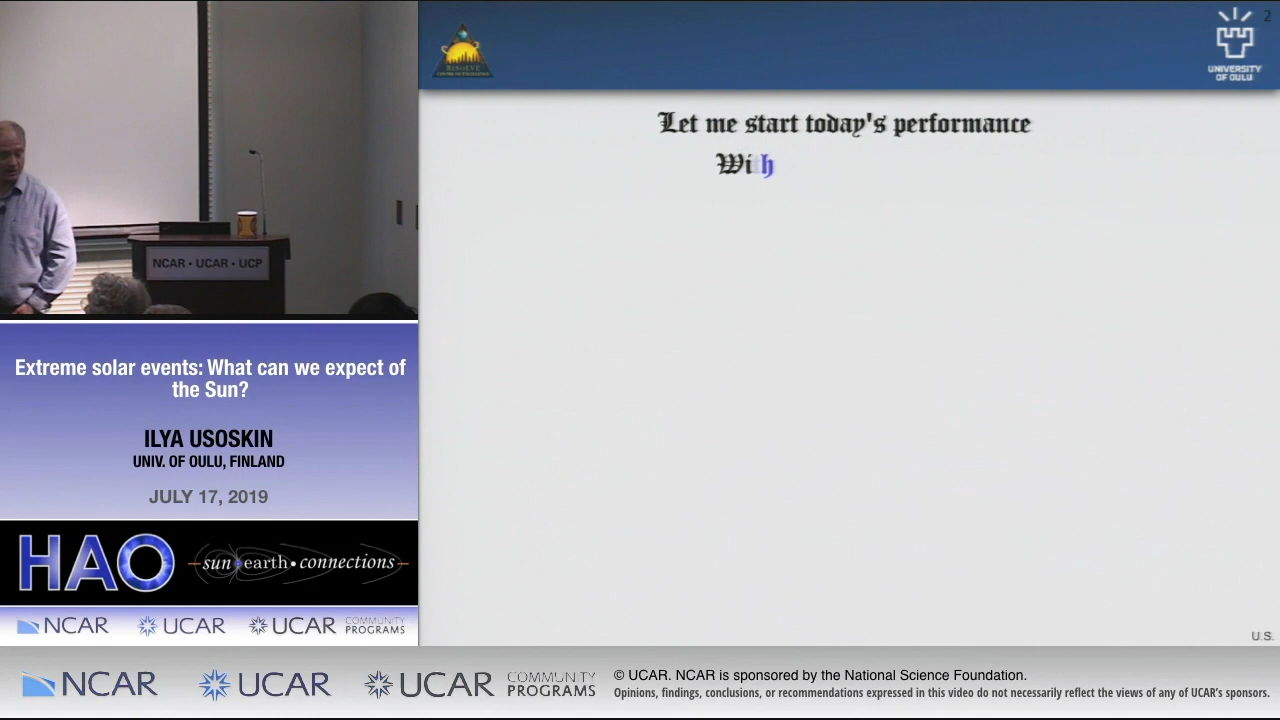 2
UNIVERSITY
OF OULU
Let me start today's performance
Wi h
NCAR • UCAR • UCP
Extreme solar events: What can we expect of
the Sun?
ILYA USOSKIN
UNIV. OF OULU, FINLAND
JULY 17, 2019
HAO
sun earth • connections
NCAR
UCAR
UCAR
COMMUNITY
PROGRAMS
U.S.
NCAR
UCAR
UCAR
COMMUNITY
PROGRAMS
© UCAR. NCAR is sponsored by the National Science Foundation.
Opinions, findings, conclusions, or recommendations expressed in this video do not necessarily reflect the views of any of UCAR's sponsors.